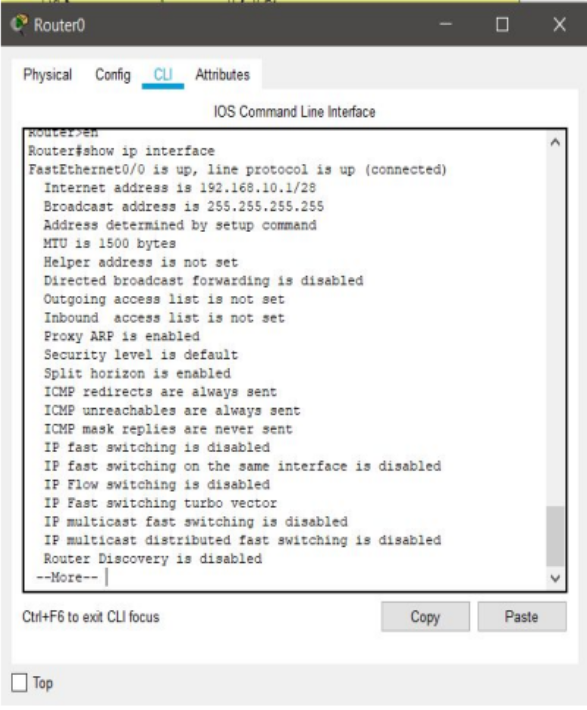 Router0
Physical Config CLI Attributes
IOS Command Line Interface
Router>en
Router#show ip interface
FastEthernet0/0 is up, line protocol is up (connected)
Internet address is 192.168.10.1/28
Broadcast address is 255.255.255.255
Address determined by setup command
MTU is 1500 bytes
Helper address is not set
Directed broadcast forwarding is disabled
Outgoing access list is not set
Inbound  access list is not set
Proxy ARP is enabled
Security level is default
Split horizon is enabled
ICMP redirects are always sent
ICMP unreachables are always sent
ICMP mask replies are never sent
IP fast switching is disabled
IP fast switching on the same interface is disabled
IP Flow switching is disabled
IP Fast switching turbo vector
IP multicast fast switching is disabled
IP multicast distributed fast switching is disabled
Router Discovery is disabled
--More--
Ctrl+F6 to exit CLI focus Copy Paste
Top